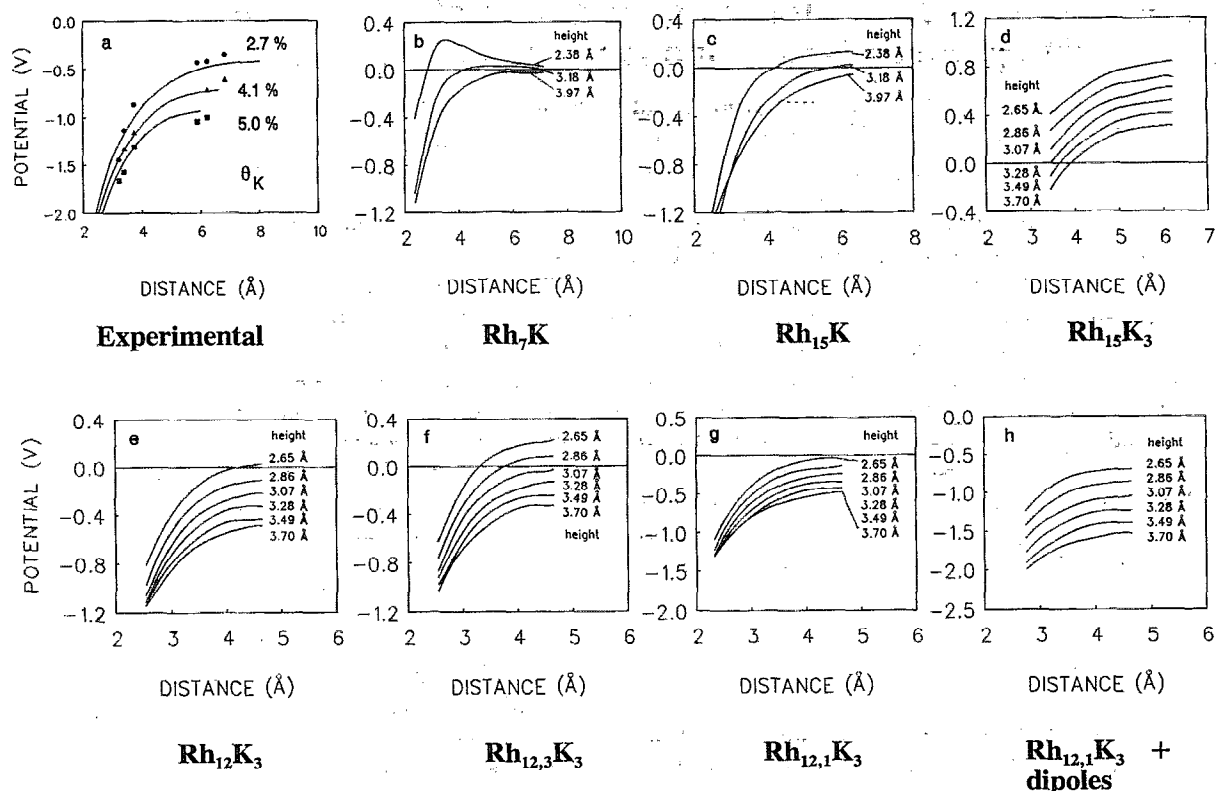 a
2.7 %
4.1 %
5.0 %
θK
0.0
−0.5
−1.0
−1.5
−2.0
POTENTIAL (V)
2 4 6 8 10
DISTANCE (Å)
Experimental
b
height
2.38 Å
3.18 Å
3.97 Å
0.4
0.0
−0.4
−0.8
−1.2
2 4 6 8 10
DISTANCE (Å)
Rh7K
c
height
2.38 Å
3.18 Å
3.97 Å
0.4
0.0
−0.4
−0.8
−1.2
2 4 6 8
DISTANCE (Å)
Rh15K
d
height
2.65 Å
2.86 Å
3.07 Å
3.28 Å
3.49 Å
3.70 Å
1.2
0.8
0.4
0.0
−0.4
2 3 4 5 6 7
DISTANCE (Å)
Rh15K3
e
height
2.65 Å
2.86 Å
3.07 Å
3.28 Å
3.49 Å
3.70 Å
0.4
0.0
−0.4
−0.8
−1.2
POTENTIAL (V)
2 3 4 5 6
DISTANCE (Å)
Rh12K3
f
2.65 Å
2.86 Å
3.07 Å
3.28 Å
3.49 Å
3.70 Å
height
0.4
0.0
−0.4
−0.8
−1.2
2 3 4 5 6
DISTANCE (Å)
Rh12,3K3
g
height
2.65 Å
2.86 Å
3.07 Å
3.28 Å
3.49 Å
3.70 Å
0.5
0.0
−0.5
−1.0
−1.5
−2.0
2 3 4 5 6
DISTANCE (Å)
Rh12,1K3
h
height
2.65 Å
2.86 Å
3.07 Å
3.28 Å
3.49 Å
3.70 Å
−0.0
−0.5
−1.0
−1.5
−2.0
−2.5
2 3 4 5 6
DISTANCE (Å)
Rh12,1K3 +
dipoles